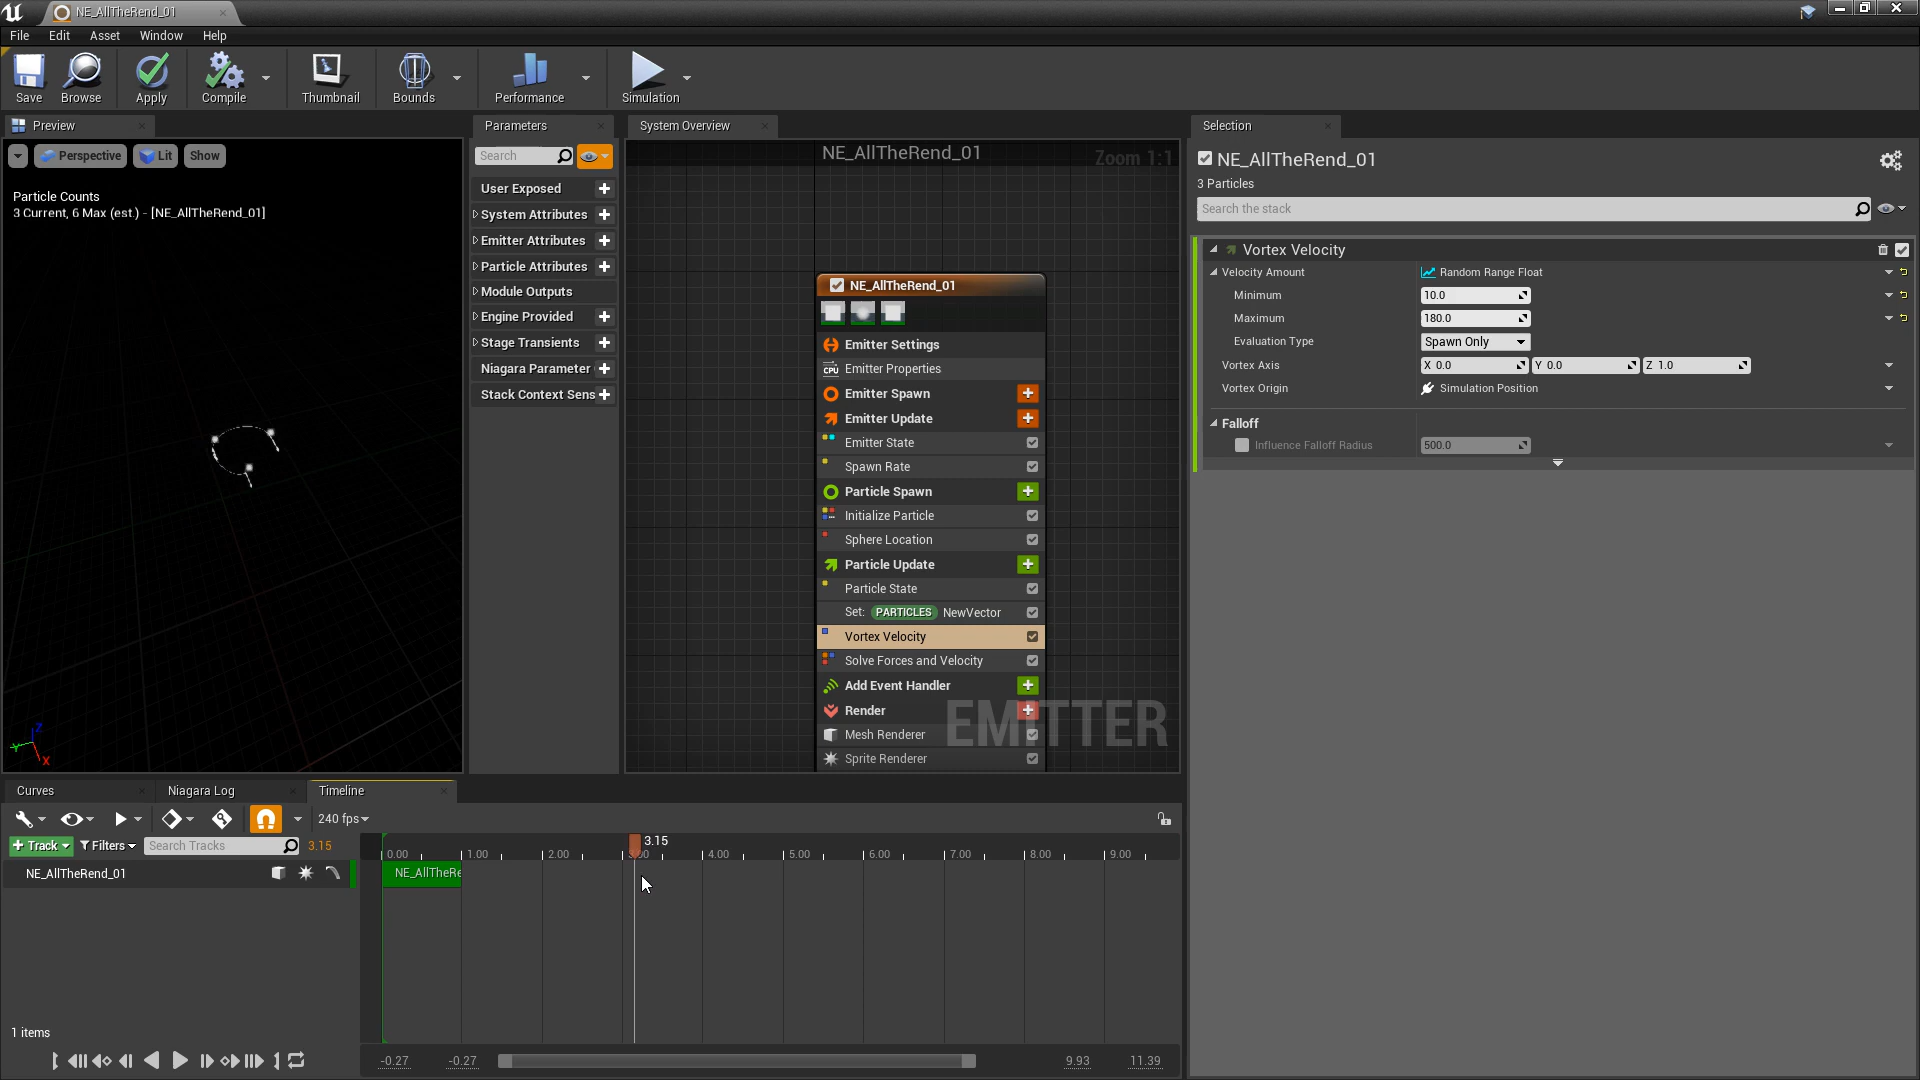 NE_AllTheRend_01
File Edit Asset Window Help
Save Browse Apply Compile Thumbnail Bounds Performance Simulation
Preview
Perspective Lit Show
Particle Counts
3 Current, 6 Max (est.) - [NE_AllTheRend_01]
Z
Y
X
Parameters
Search
User Exposed
System Attributes
Emitter Attributes
Particle Attributes
Module Outputs
Engine Provided
Stage Transients
Niagara Parameter
Stack Context Sens
System Overview
NE_AllTheRend_01
Zoom 1:1
NE_AllTheRend_01
Emitter Settings
CPU Emitter Properties
Emitter Spawn
Emitter Update
Emitter State
Spawn Rate
Particle Spawn
Initialize Particle
Sphere Location
Particle Update
Particle State
Set: PARTICLES NewVector
Vortex Velocity
Solve Forces and Velocity
Add Event Handler
Render
Mesh Renderer
Sprite Renderer
EMITTER
Selection
NE_AllTheRend_01
3 Particles
Search the stack
Vortex Velocity
Velocity Amount Random Range Float
Minimum 10.0
Maximum 180.0
Evaluation Type Spawn Only
Vortex Axis X 0.0 Y 0.0 Z 1.0
Vortex Origin Simulation Position
Falloff
Influence Falloff Radius 500.0
Curves Niagara Log Timeline
240 fps
+ Track Filters Search Tracks 3.15
3.15
0.00 1.00 2.00 3.00 4.00 5.00 6.00 7.00 8.00 9.00
NE_AllTheRend_01
NE_AllTheRe
1 items
-0.27 -0.27 9.93 11.39